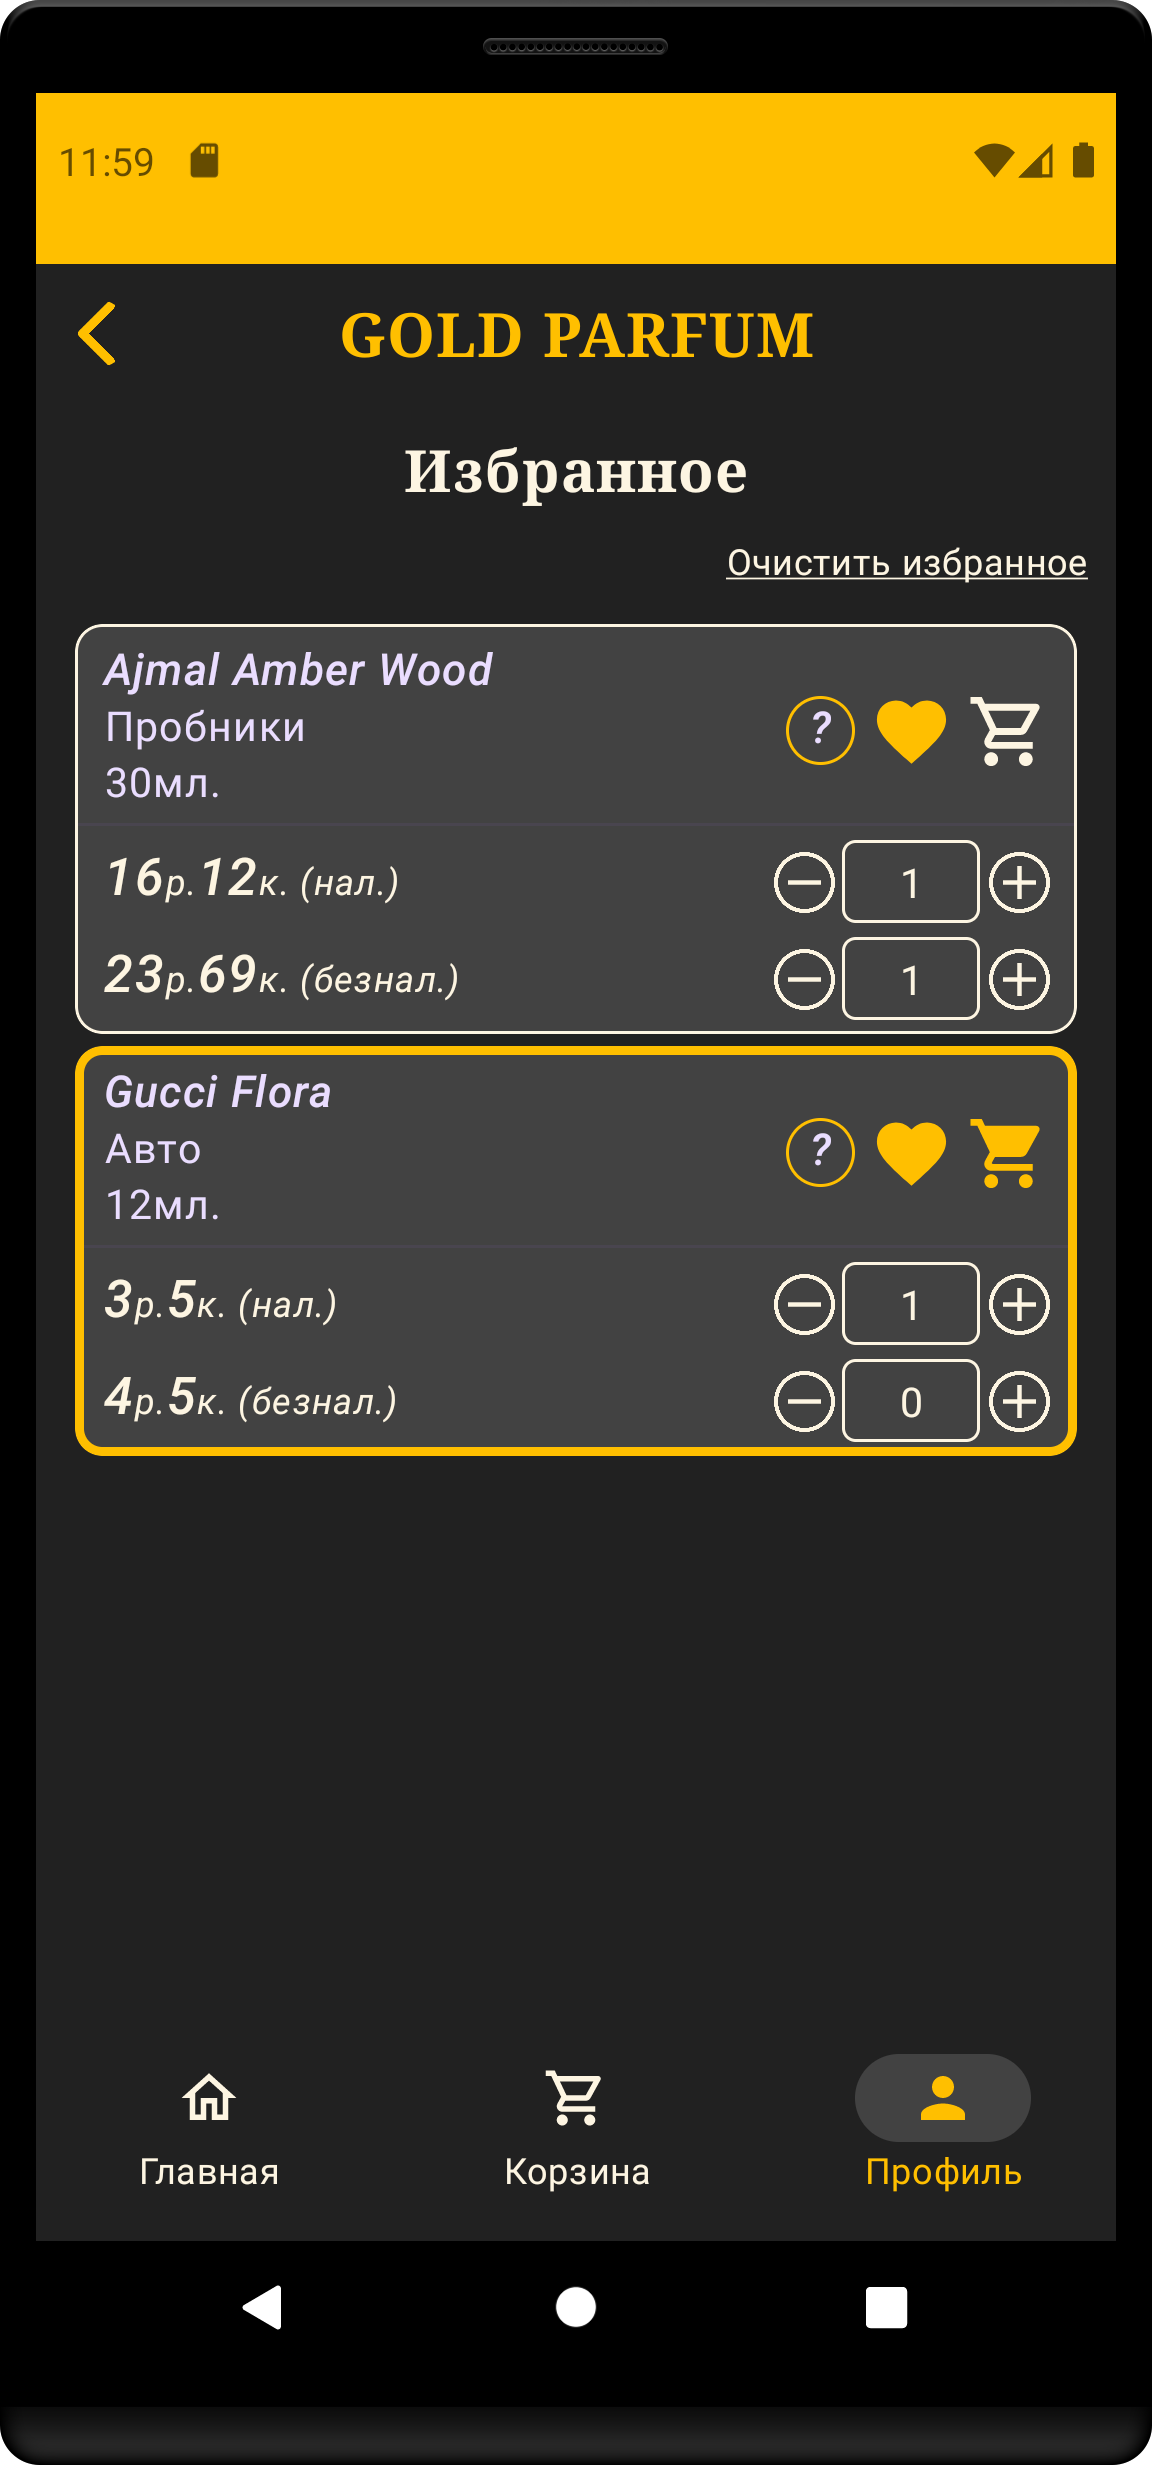 11:59
GOLD PARFUM
Избранное
Очистить избранное
Ajmal Amber Wood
Пробники
30мл.
?
16р.12к. (нал.)
1
23р.69к. (безнал.)
1
Gucci Flora
Авто
12мл.
?
3р.5к. (нал.)
1
4р.5к. (безнал.)
0
Главная
Корзина
Профиль